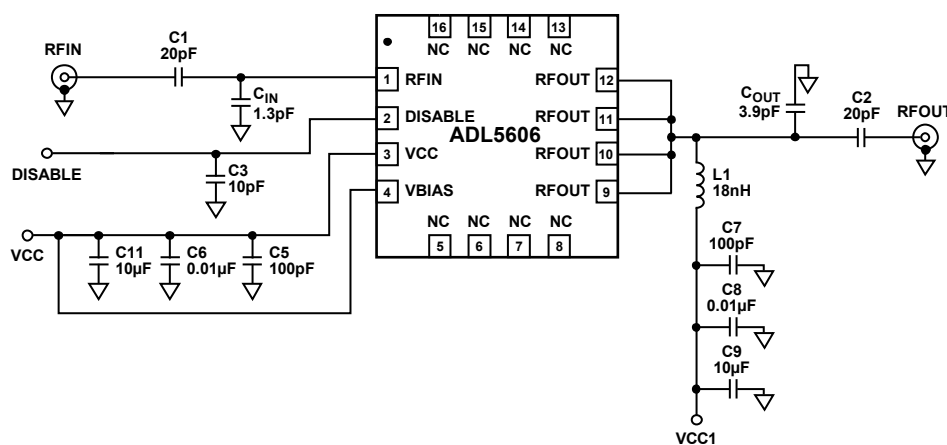 16 15 14 13
NC NC NC NC
C1
20pF
RFIN
CIN
1.3pF
1 RFIN
2 DISABLE
3 VCC
4 VBIAS
ADL5606
RFOUT 12
RFOUT 11
RFOUT 10
RFOUT 9
NC NC NC NC
5 6 7 8
DISABLE
C3
10pF
VCC
C11
10µF
C6
0.01µF
C5
100pF
COUT
3.9pF
C2
20pF
RFOUT
L1
18nH
C7
100pF
C8
0.01µF
C9
10µF
VCC1